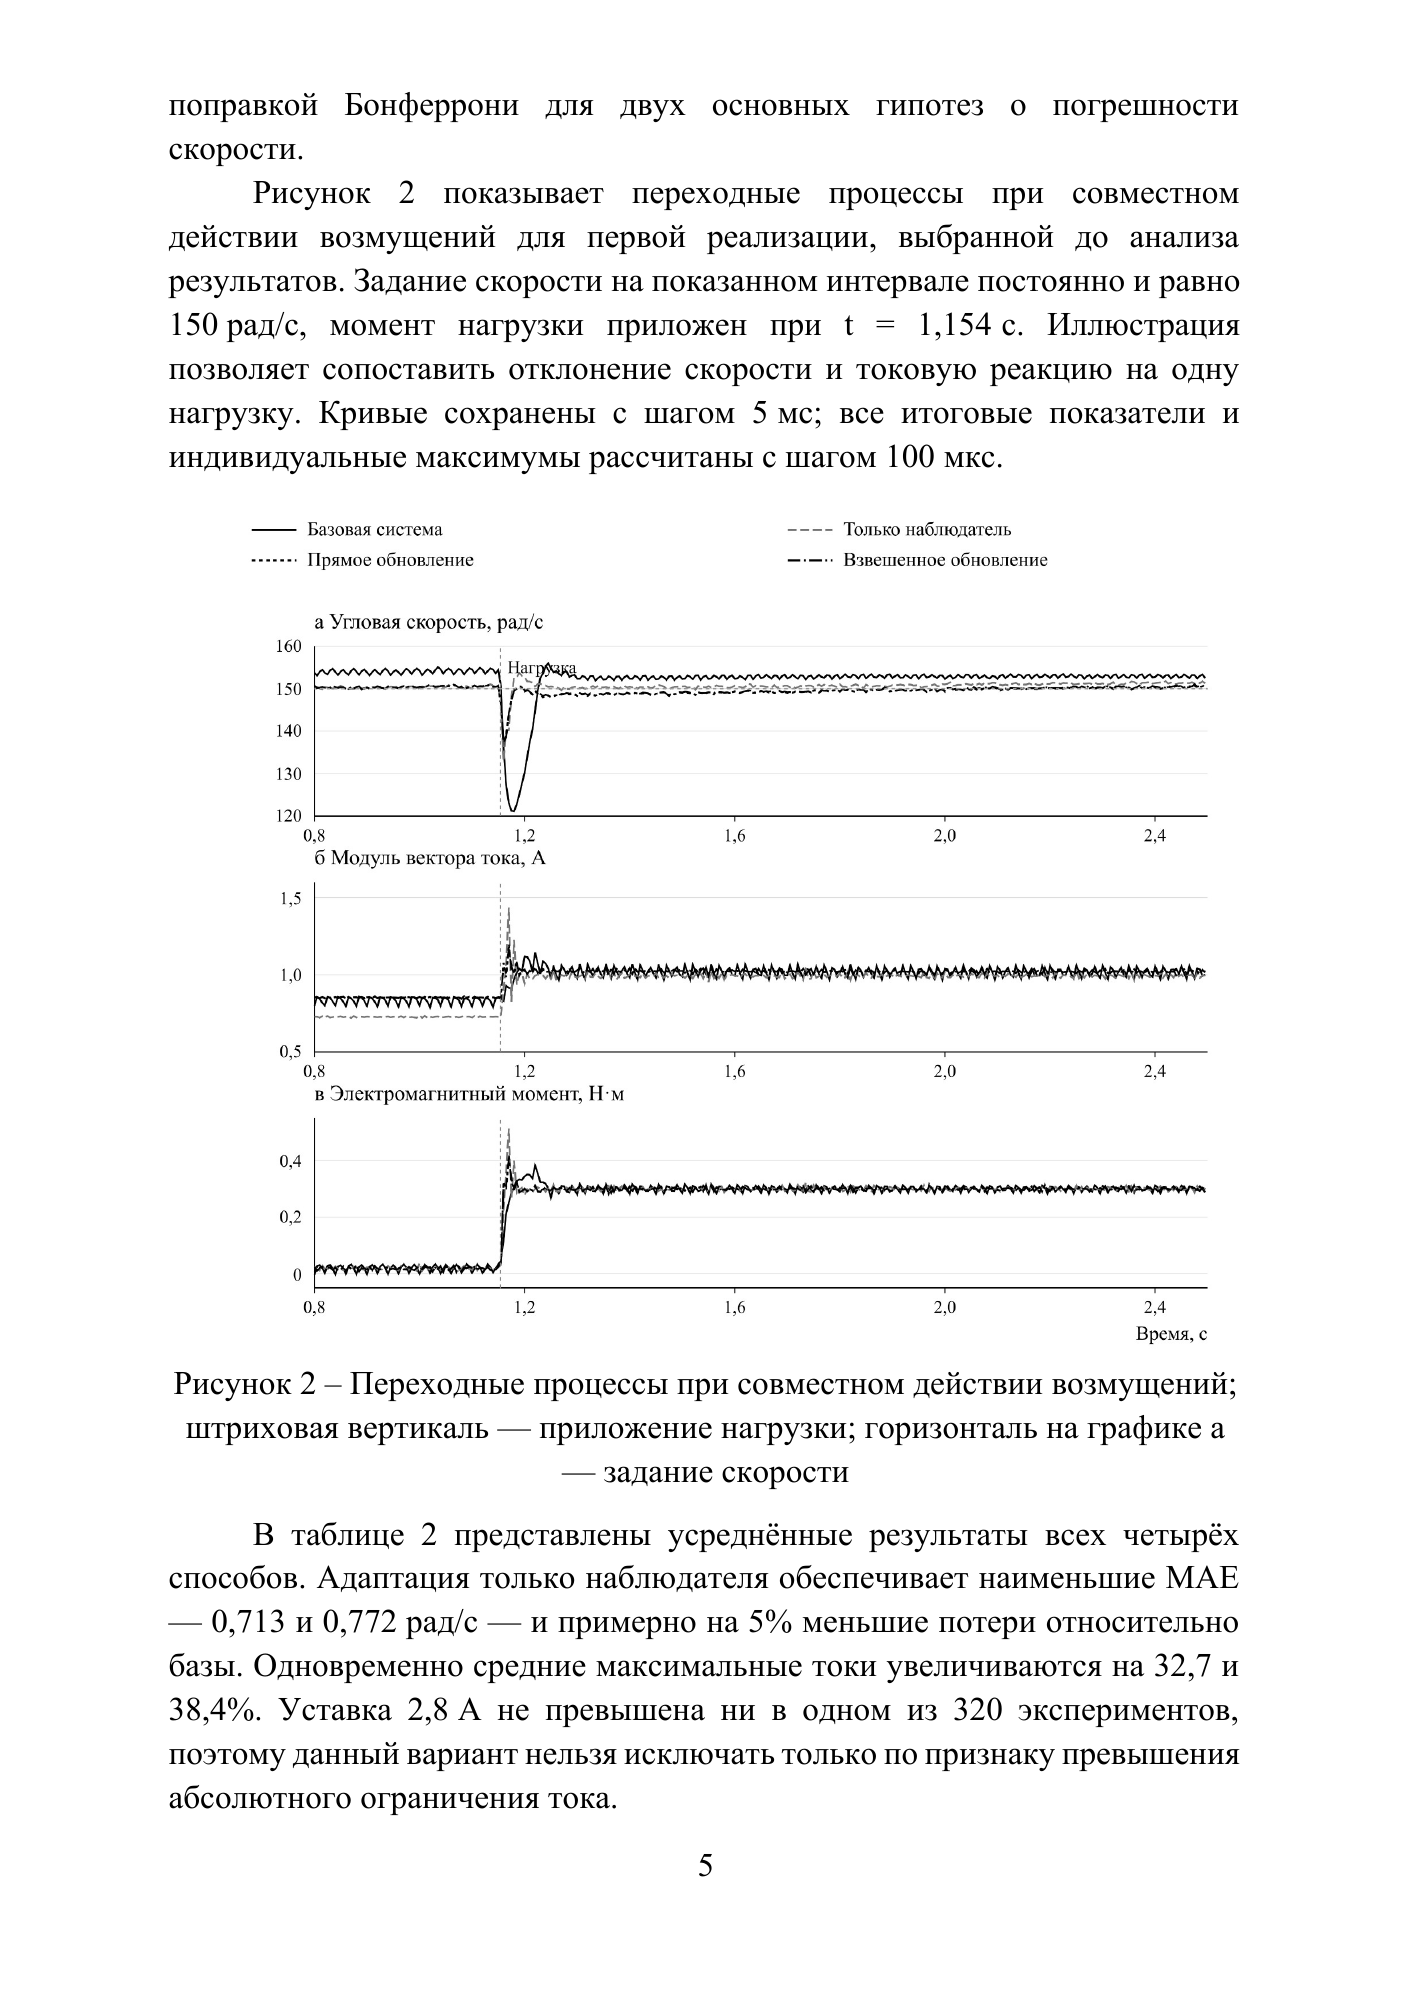 поправкой Бонферрони для двух основных гипотез о погрешности
скорости.
Рисунок 2 показывает переходные процессы при совместном
действии возмущений для первой реализации, выбранной до анализа
результатов. Задание скорости на показанном интервале постоянно и равно
150 рад/с, момент нагрузки приложен при t = 1,154 с. Иллюстрация
позволяет сопоставить отклонение скорости и токовую реакцию на одну
нагрузку. Кривые сохранены с шагом 5 мс; все итоговые показатели и
индивидуальные максимумы рассчитаны с шагом 100 мкс.
Базовая система
Только наблюдатель
Прямое обновление
Взвешенное обновление
а Угловая скорость, рад/с
160
Нагрузка
150
140
130
120
0,8 1,2 1,6 2,0 2,4
б Модуль вектора тока, А
1,5
1,0
0,5
0,8 1,2 1,6 2,0 2,4
в Электромагнитный момент, Н·м
0,4
0,2
0
0,8 1,2 1,6 2,0 2,4
Время, с
Рисунок 2 – Переходные процессы при совместном действии возмущений;
штриховая вертикаль — приложение нагрузки; горизонталь на графике а
— задание скорости
В таблице 2 представлены усреднённые результаты всех четырёх
способов. Адаптация только наблюдателя обеспечивает наименьшие MAE
— 0,713 и 0,772 рад/с — и примерно на 5% меньшие потери относительно
базы. Одновременно средние максимальные токи увеличиваются на 32,7 и
38,4%. Уставка 2,8 А не превышена ни в одном из 320 экспериментов,
поэтому данный вариант нельзя исключать только по признаку превышения
абсолютного ограничения тока.
5